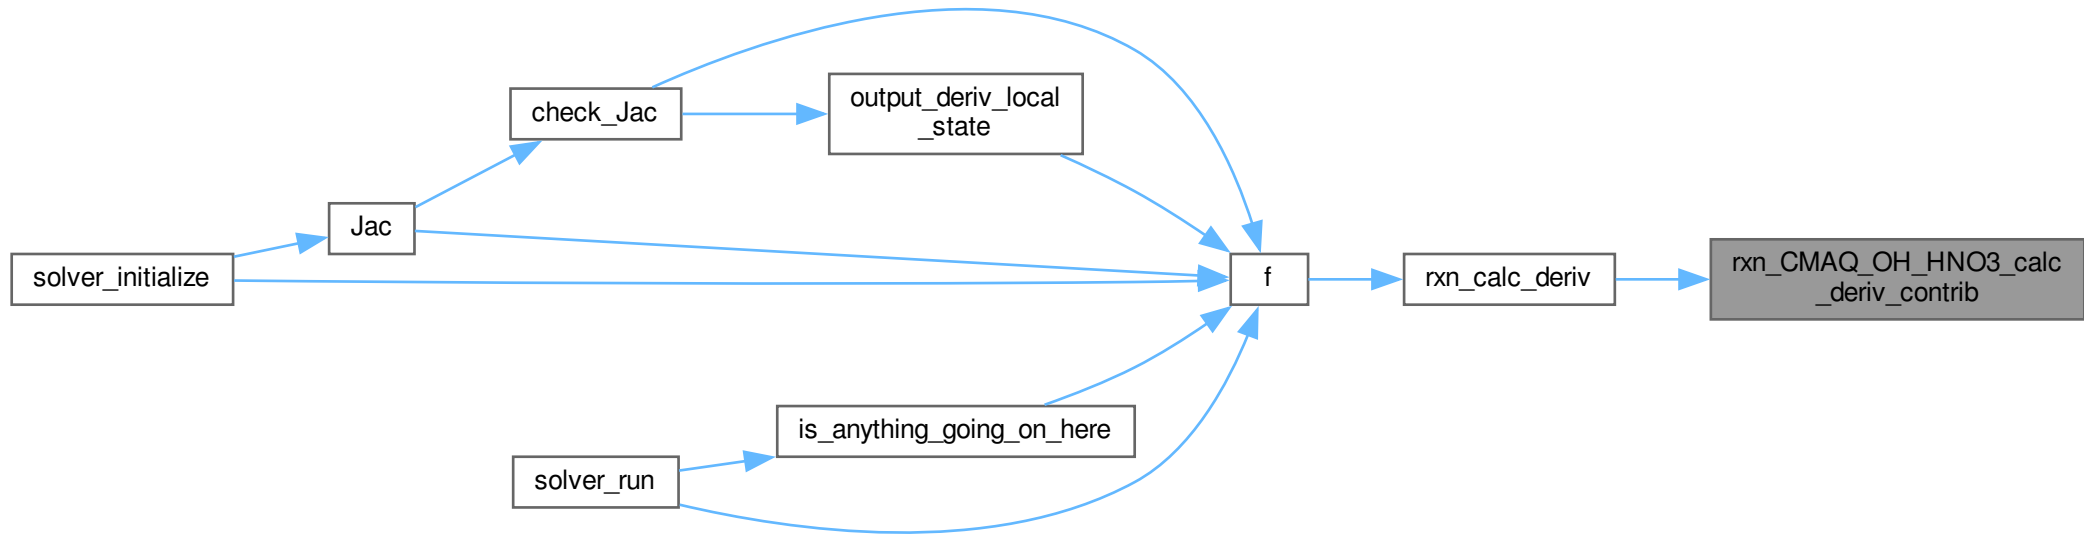 check_Jac
output_deriv_local
_state
Jac
solver_initialize
f
rxn_calc_deriv
rxn_CMAQ_OH_HNO3_calc
_deriv_contrib
is_anything_going_on_here
solver_run